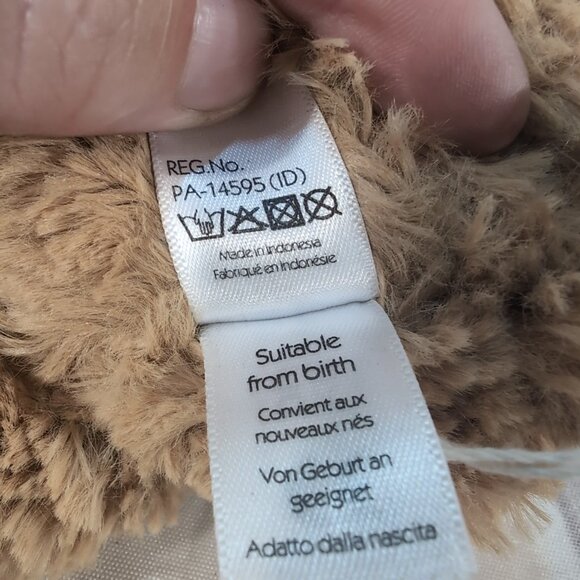 REG.No.
PA-14595 (ID)
Made in Indonesia
Fabriqué en Indonésie
Suitable
from birth
Convient aux
nouveaux nés
Von Geburt an
geeignet
Adatto dalla nascita